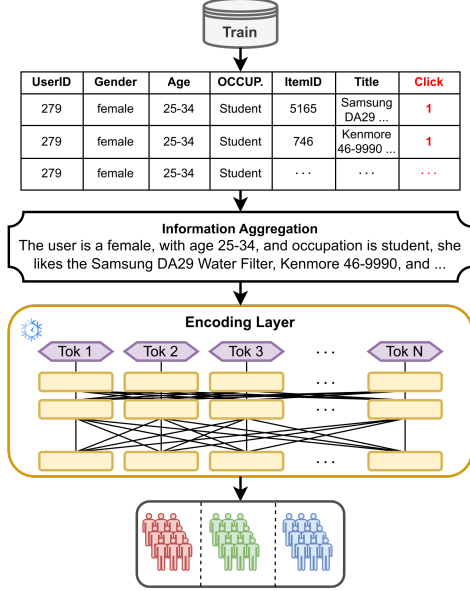 Train
UserID Gender Age OCCUP. ItemID Title Click
279 female 25-34 Student 5165 Samsung DA29 ... 1
279 female 25-34 Student 746 Kenmore 46-9990 ... 1
279 female 25-34 Student ... ... ...
Information Aggregation
The user is a female, with age 25-34, and occupation is student, she
likes the Samsung DA29 Water Filter, Kenmore 46-9990, and ...
Encoding Layer
Tok 1 Tok 2 Tok 3 ... Tok N
...
...
...